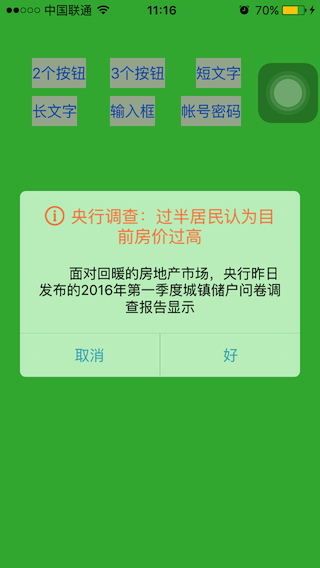 中国联通 11:16 70%
2个按钮 3个按钮 短文字
长文字 输入框 帐号密码
央行调查：过半居民认为目
前房价过高
面对回暖的房地产市场，央行昨日
发布的2016年第一季度城镇储户问卷调
查报告显示
取消 好